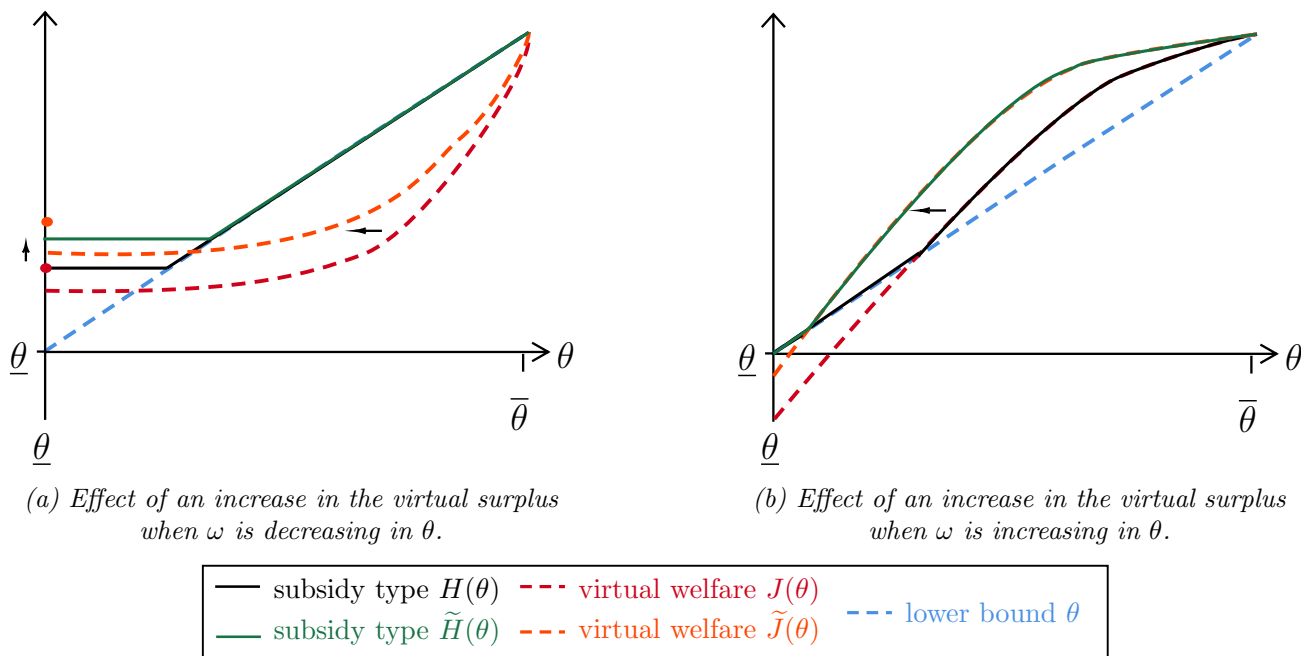 θ
θ
θ̅
θ
(a) Effect of an increase in the virtual surplus
when ω is decreasing in θ.
θ
θ
θ̅
θ
(b) Effect of an increase in the virtual surplus
when ω is increasing in θ.
subsidy type H(θ)
subsidy type H̃(θ)
virtual welfare J(θ)
virtual welfare J̃(θ)
lower bound θ